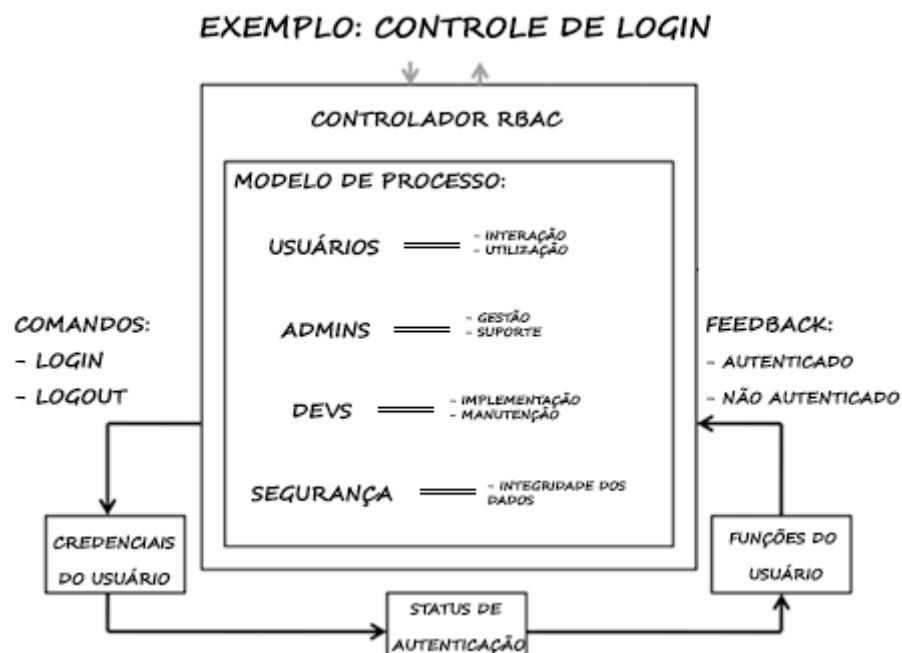 EXEMPLO: CONTROLE DE LOGIN
CONTROLADOR RBAC
MODELO DE PROCESSO:
USUÁRIOS
- INTERAÇÃO
- UTILIZAÇÃO
ADMINS
- GESTÃO
- SUPORTE
DEVS
- IMPLEMENTAÇÃO
- MANUTENÇÃO
SEGURANÇA
- INTEGRIDADE DOS
DADOS
COMANDOS:
- LOGIN
- LOGOUT
FEEDBACK:
- AUTENTICADO
- NÃO AUTENTICADO
CREDENCIAIS
DO USUÁRIO
STATUS DE
AUTENTICAÇÃO
FUNÇÕES DO
USUÁRIO